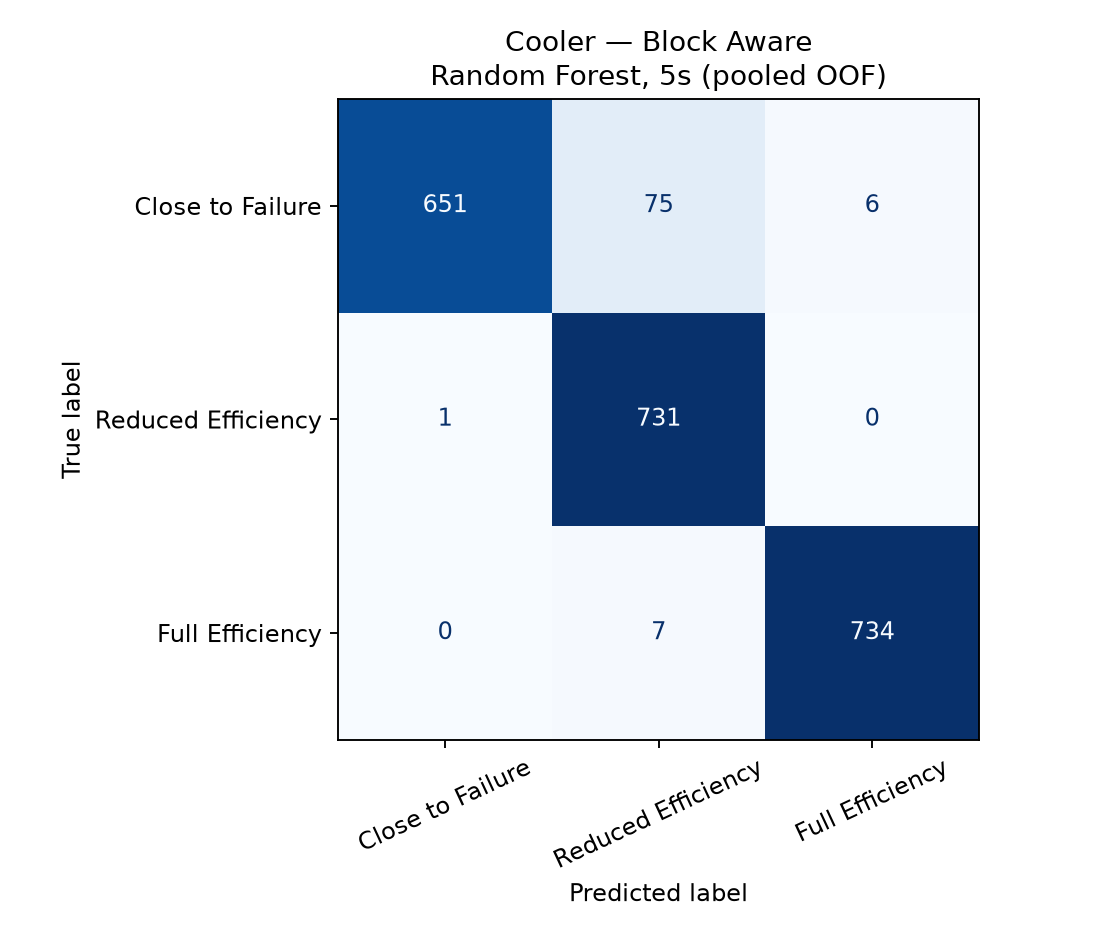 Cooler — Block Aware
Random Forest, 5s (pooled OOF)
Close to Failure
651
75
6
True label
Reduced Efficiency
1
731
0
Full Efficiency
0
7
734
Close to Failure
Reduced Efficiency
Full Efficiency
Predicted label